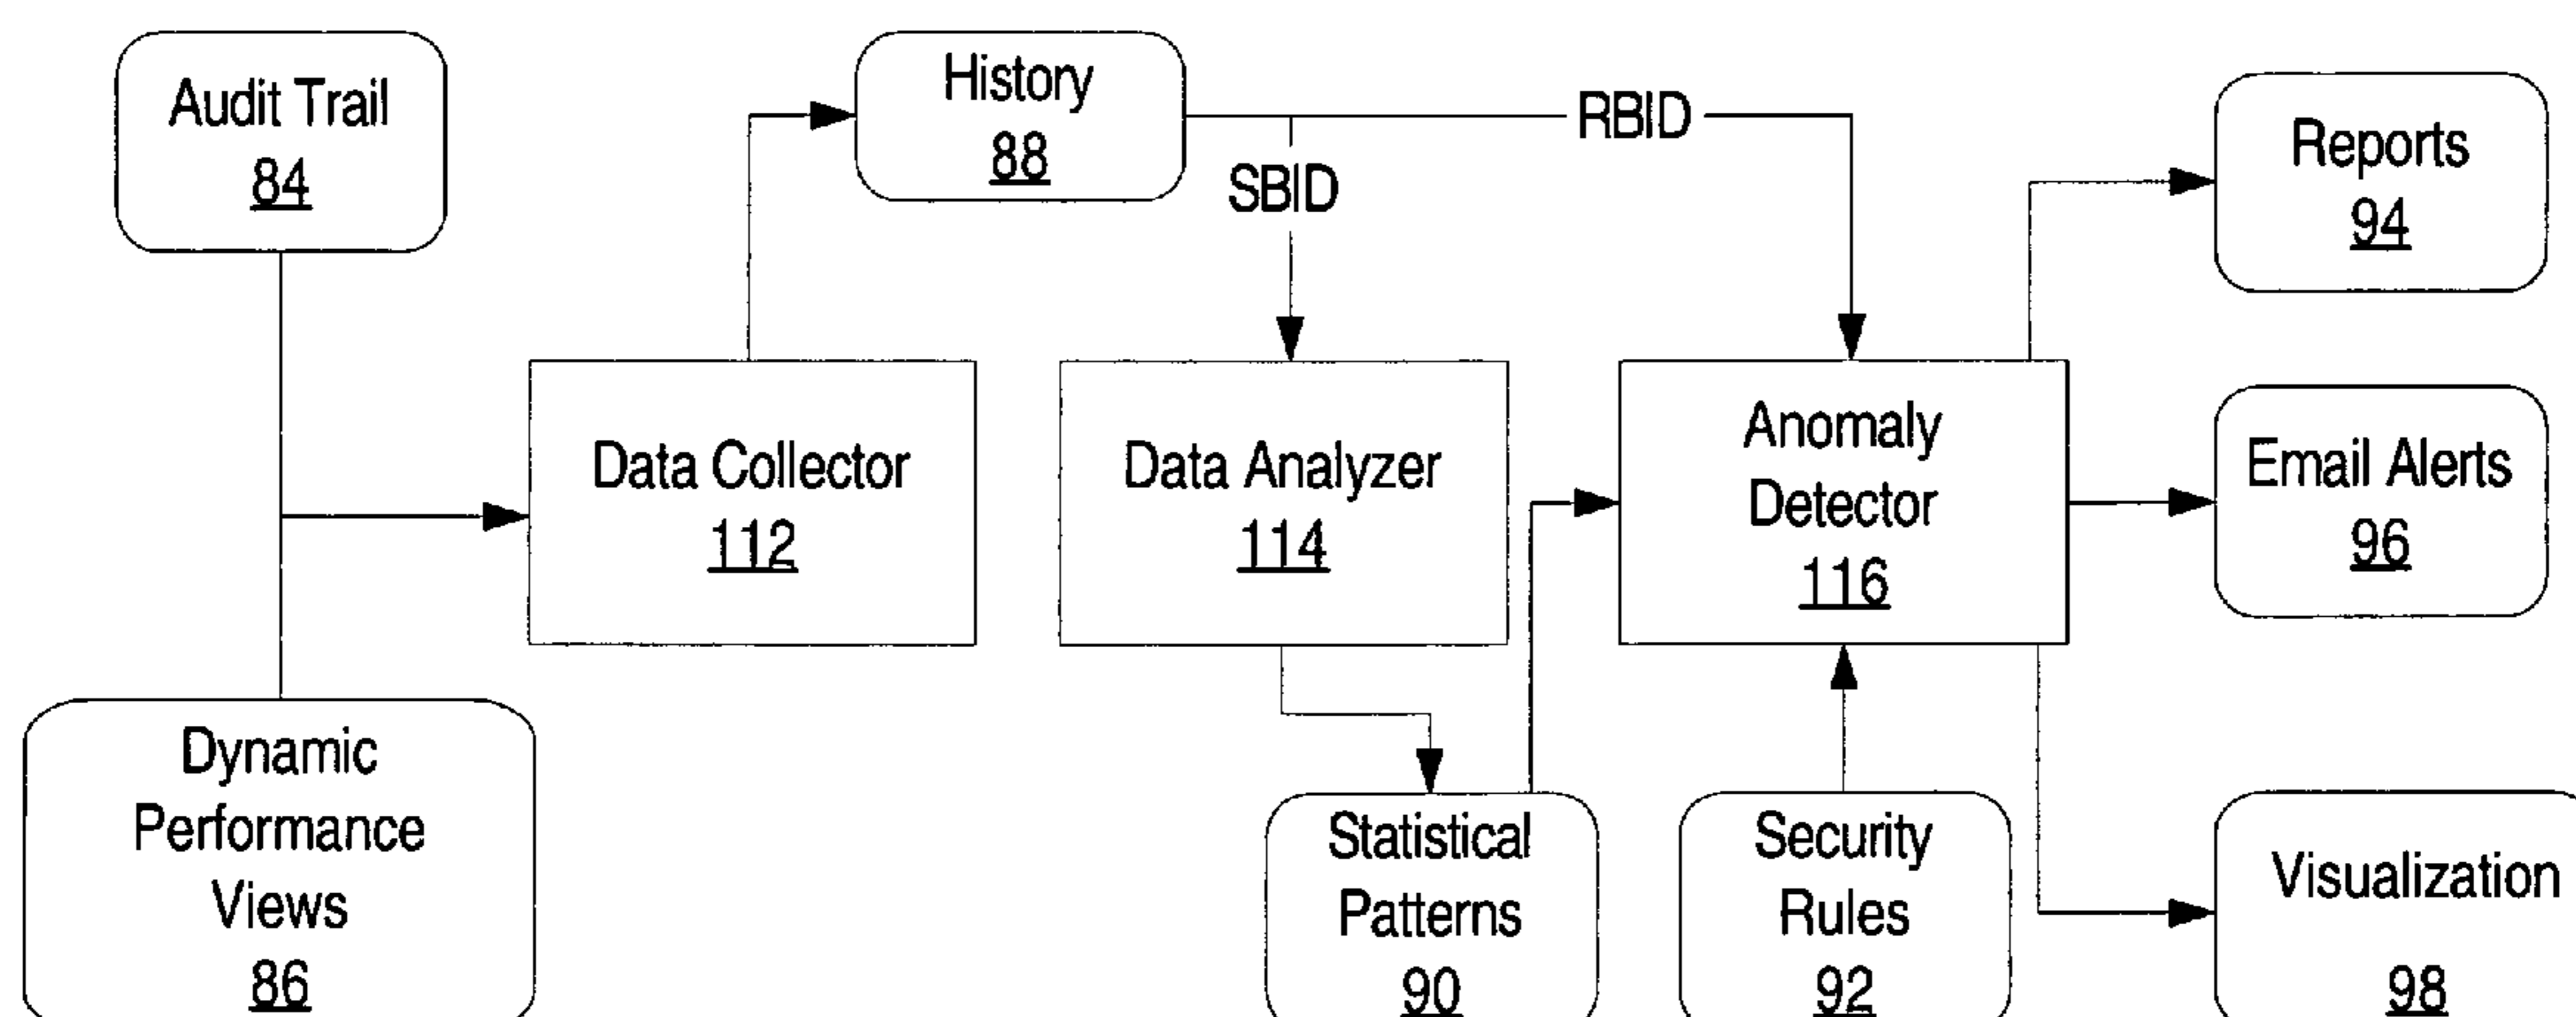 Audit Trail
84
History
88
RBID
SBID
Reports
94
Data Collector
112
Data Analyzer
114
Anomaly
Detector
116
Email Alerts
96
Dynamic
Performance
Views
86
Statistical
Patterns
90
Security
Rules
92
Visualization
98